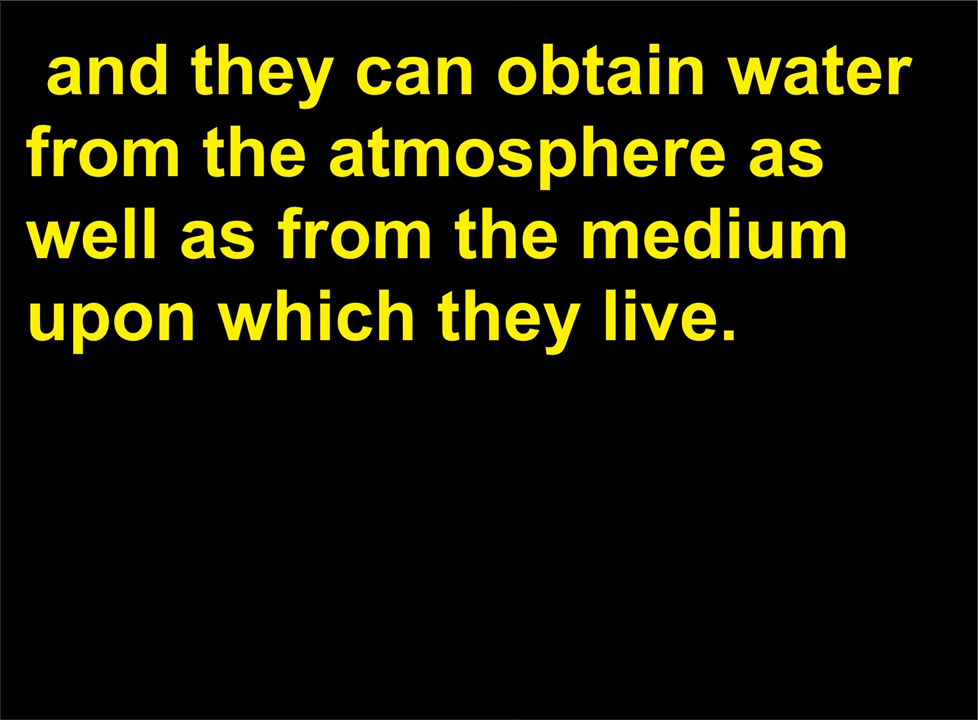 and they can obtain water
from the atmosphere as
well as from the medium
upon which they live.